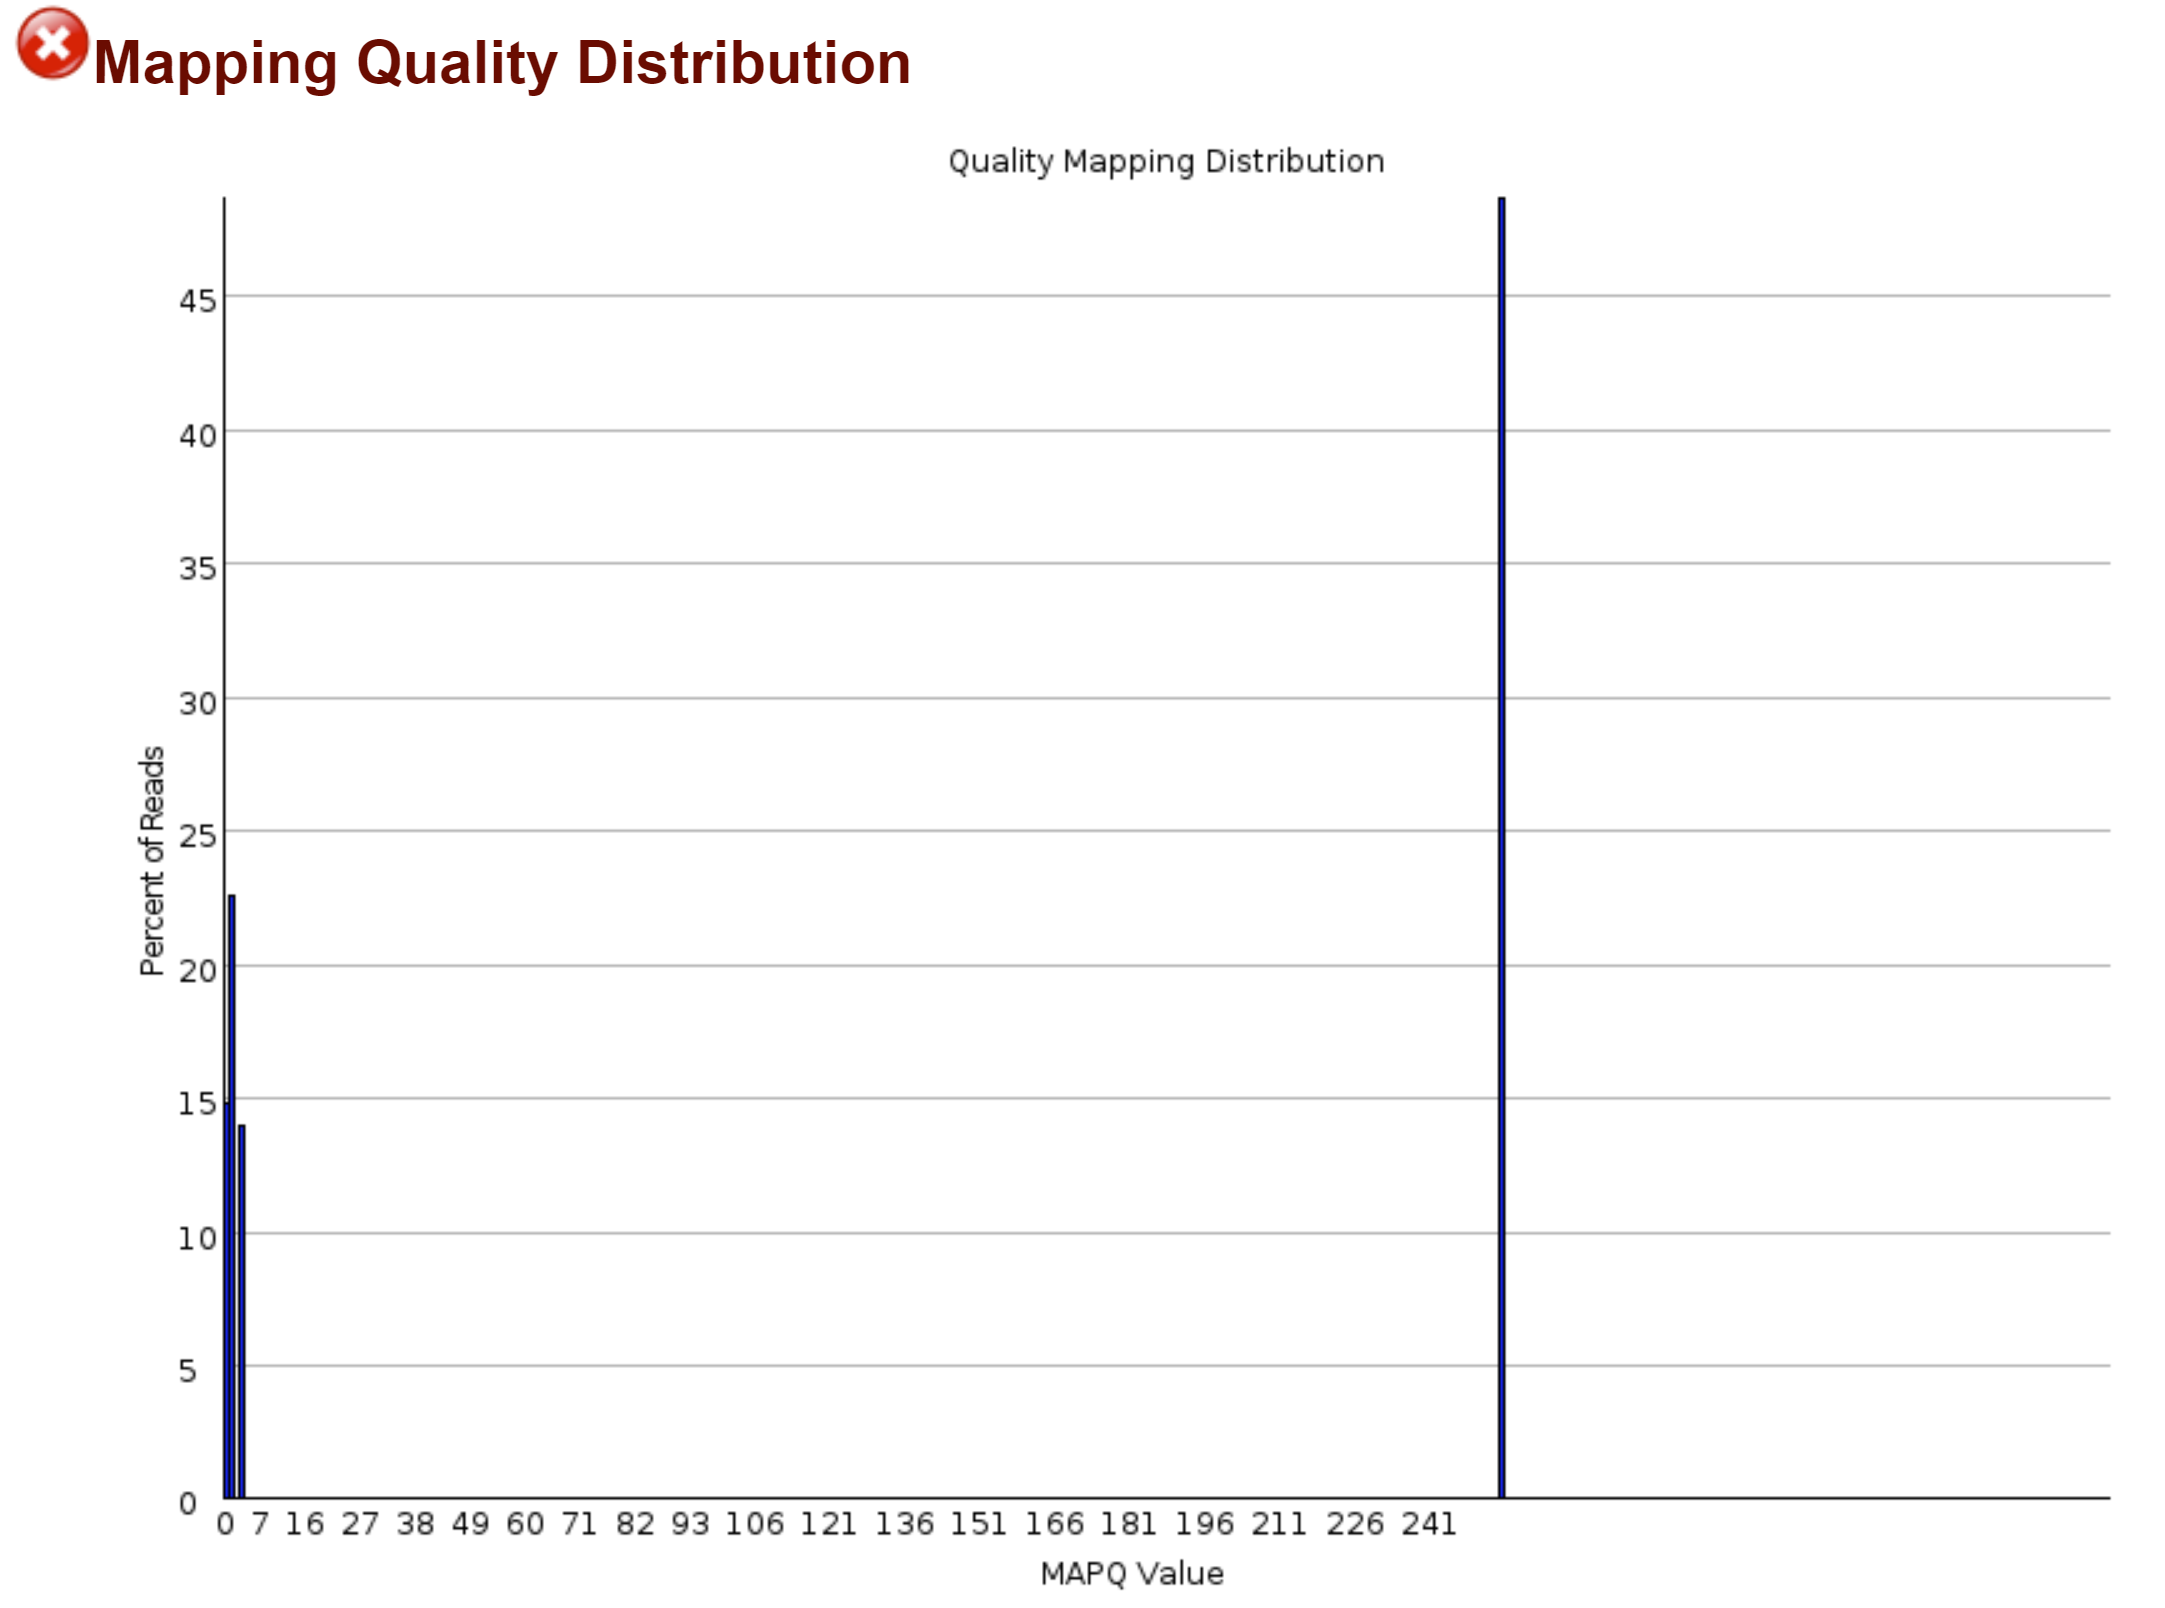 Mapping Quality Distribution
Quality Mapping Distribution
45
40
35
30
25
20
15
10
5
0
Percent of Reads
0 7 16 27 38 49 60 71 82 93 106 121 136 151 166 181 196 211 226 241
MAPQ Value